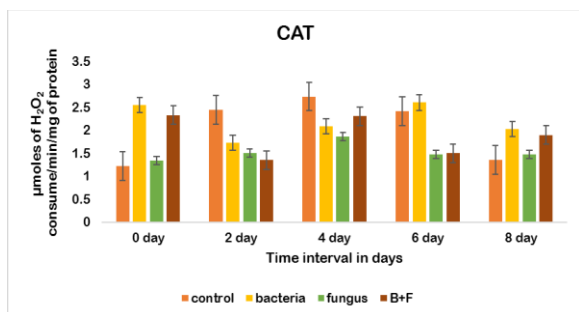 CAT
μmoles of H₂O₂
consume/min/mg of protein
3.5
3
2.5
2
1.5
1
0.5
0
0 day
2 day
4 day
6 day
8 day
Time interval in days
control
bacteria
fungus
B+F